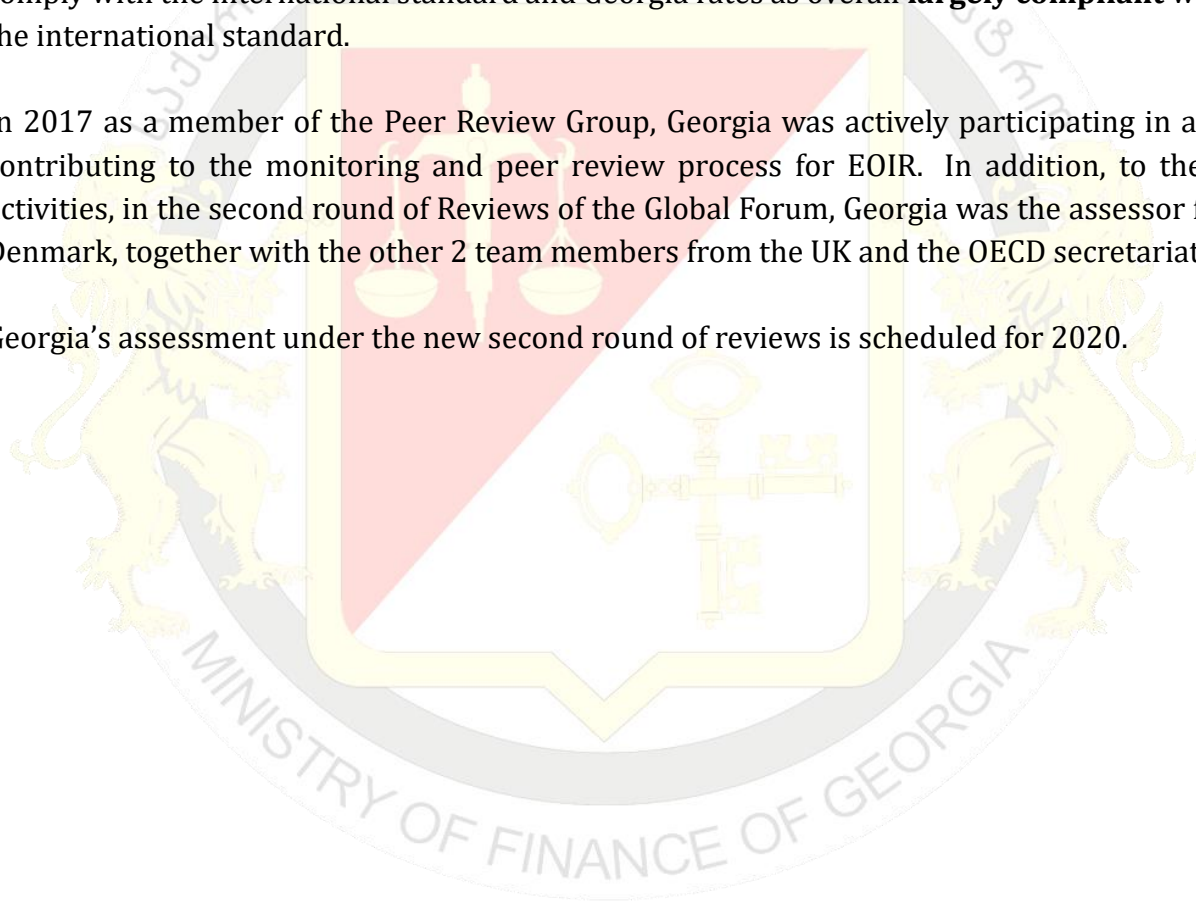 comply with the international standard and Georgia rates as overall largely compliant w
the international standard.
n 2017 as a member of the Peer Review Group, Georgia was actively participating in a
ontributing to the monitoring and peer review process for EOIR. In addition, to the
ctivities, in the second round of Reviews of the Global Forum, Georgia was the assessor f
Denmark, together with the other 2 team members from the UK and the OECD secretariat
Georgia's assessment under the new second round of reviews is scheduled for 2020.
MINISTRY OF FINANCE OF GEORGIA